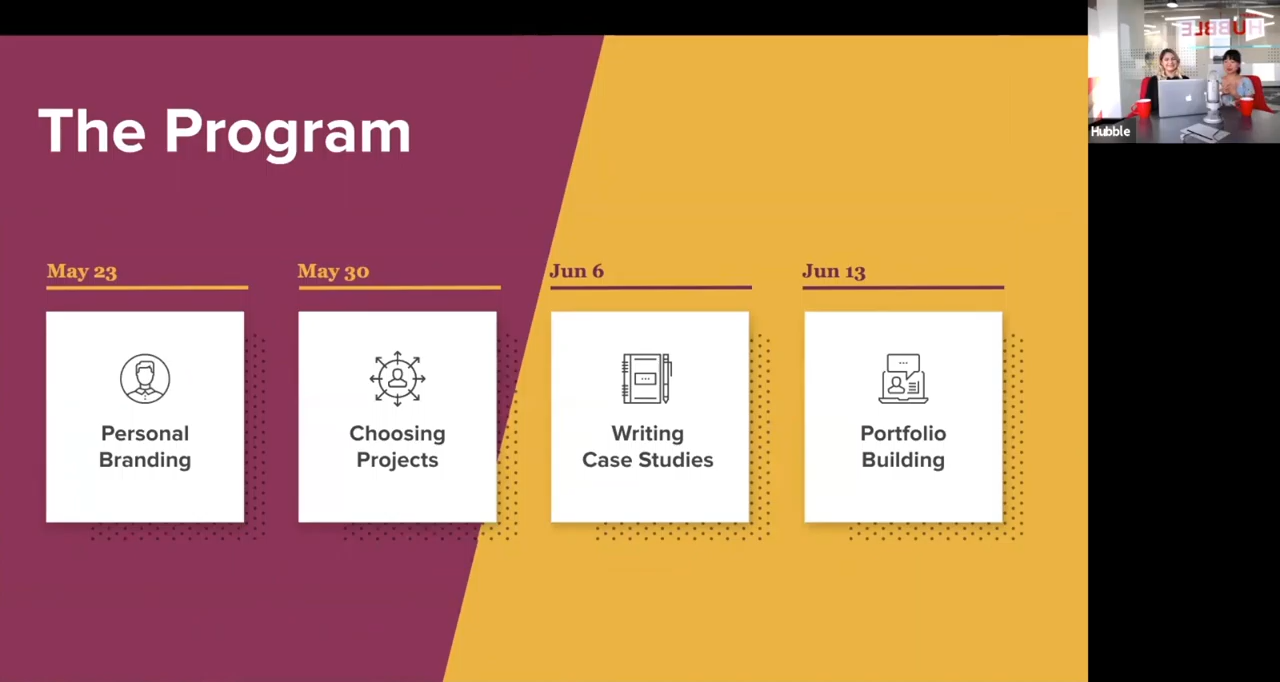 The Program
May 23
May 30
Jun 6
Jun 13
Personal
Branding
Choosing
Projects
Writing
Case Studies
Portfolio
Building
HUBBLE
Hubble